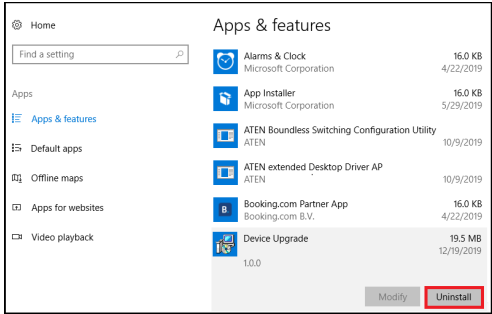 Home
Find a setting
Apps
Apps & features
Default apps
Offline maps
Apps for websites
Video playback
Apps & features
Alarms & Clock 16.0 KB
Microsoft Corporation 4/22/2019
App Installer 16.0 KB
Microsoft Corporation 5/29/2019
ATEN Boundless Switching Configuration Utility
ATEN 10/9/2019
ATEN extended Desktop Driver AP
ATEN 10/9/2019
Booking.com Partner App 16.0 KB
Booking.com B.V. 4/22/2019
B
Device Upgrade 19.5 MB
12/19/2019
1.0.0
Modify Uninstall